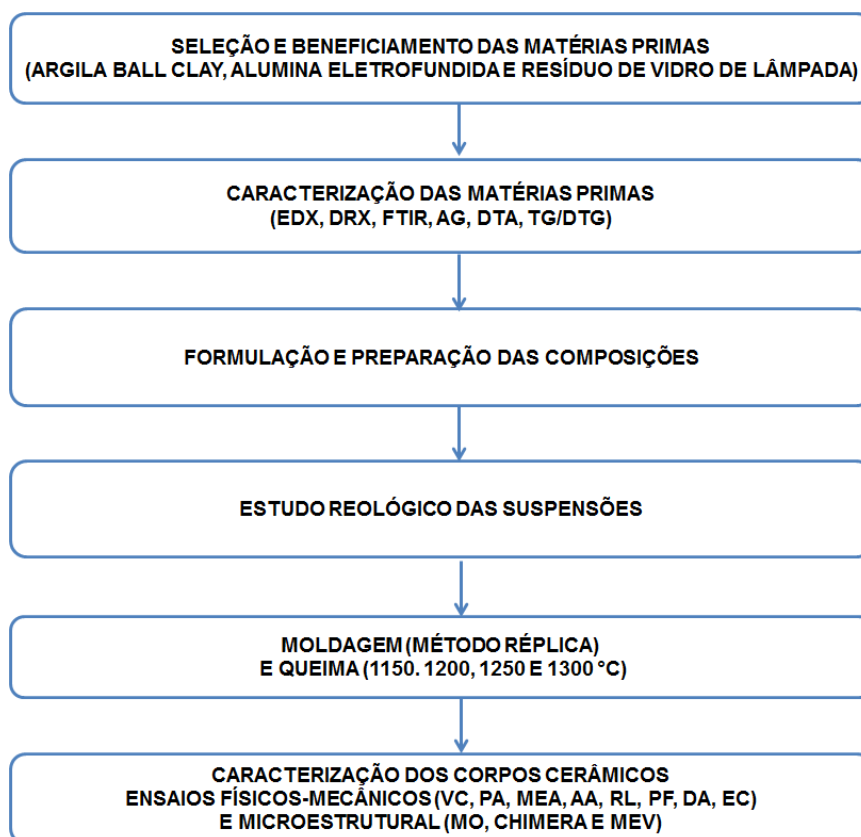 SELEÇÃO E BENEFICIAMENTO DAS MATÉRIAS PRIMAS
(ARGILA BALL CLAY, ALUMINA ELETROFUNDIDA E RESÍDUO DE VIDRO DE LÂMPADA)
CARACTERIZAÇÃO DAS MATÉRIAS PRIMAS
(EDX, DRX, FTIR, AG, DTA, TG/DTG)
FORMULAÇÃO E PREPARAÇÃO DAS COMPOSIÇÕES
ESTUDO REOLÓGICO DAS SUSPENSÕES
MOLDAGEM (MÉTODO RÉPLICA)
E QUEIMA (1150. 1200, 1250 E 1300 °C)
CARACTERIZAÇÃO DOS CORPOS CERÂMICOS
ENSAIOS FÍSICOS-MECÂNICOS (VC, PA, MEA, AA, RL, PF, DA, EC)
E MICROESTRUTURAL (MO, CHIMERA E MEV)